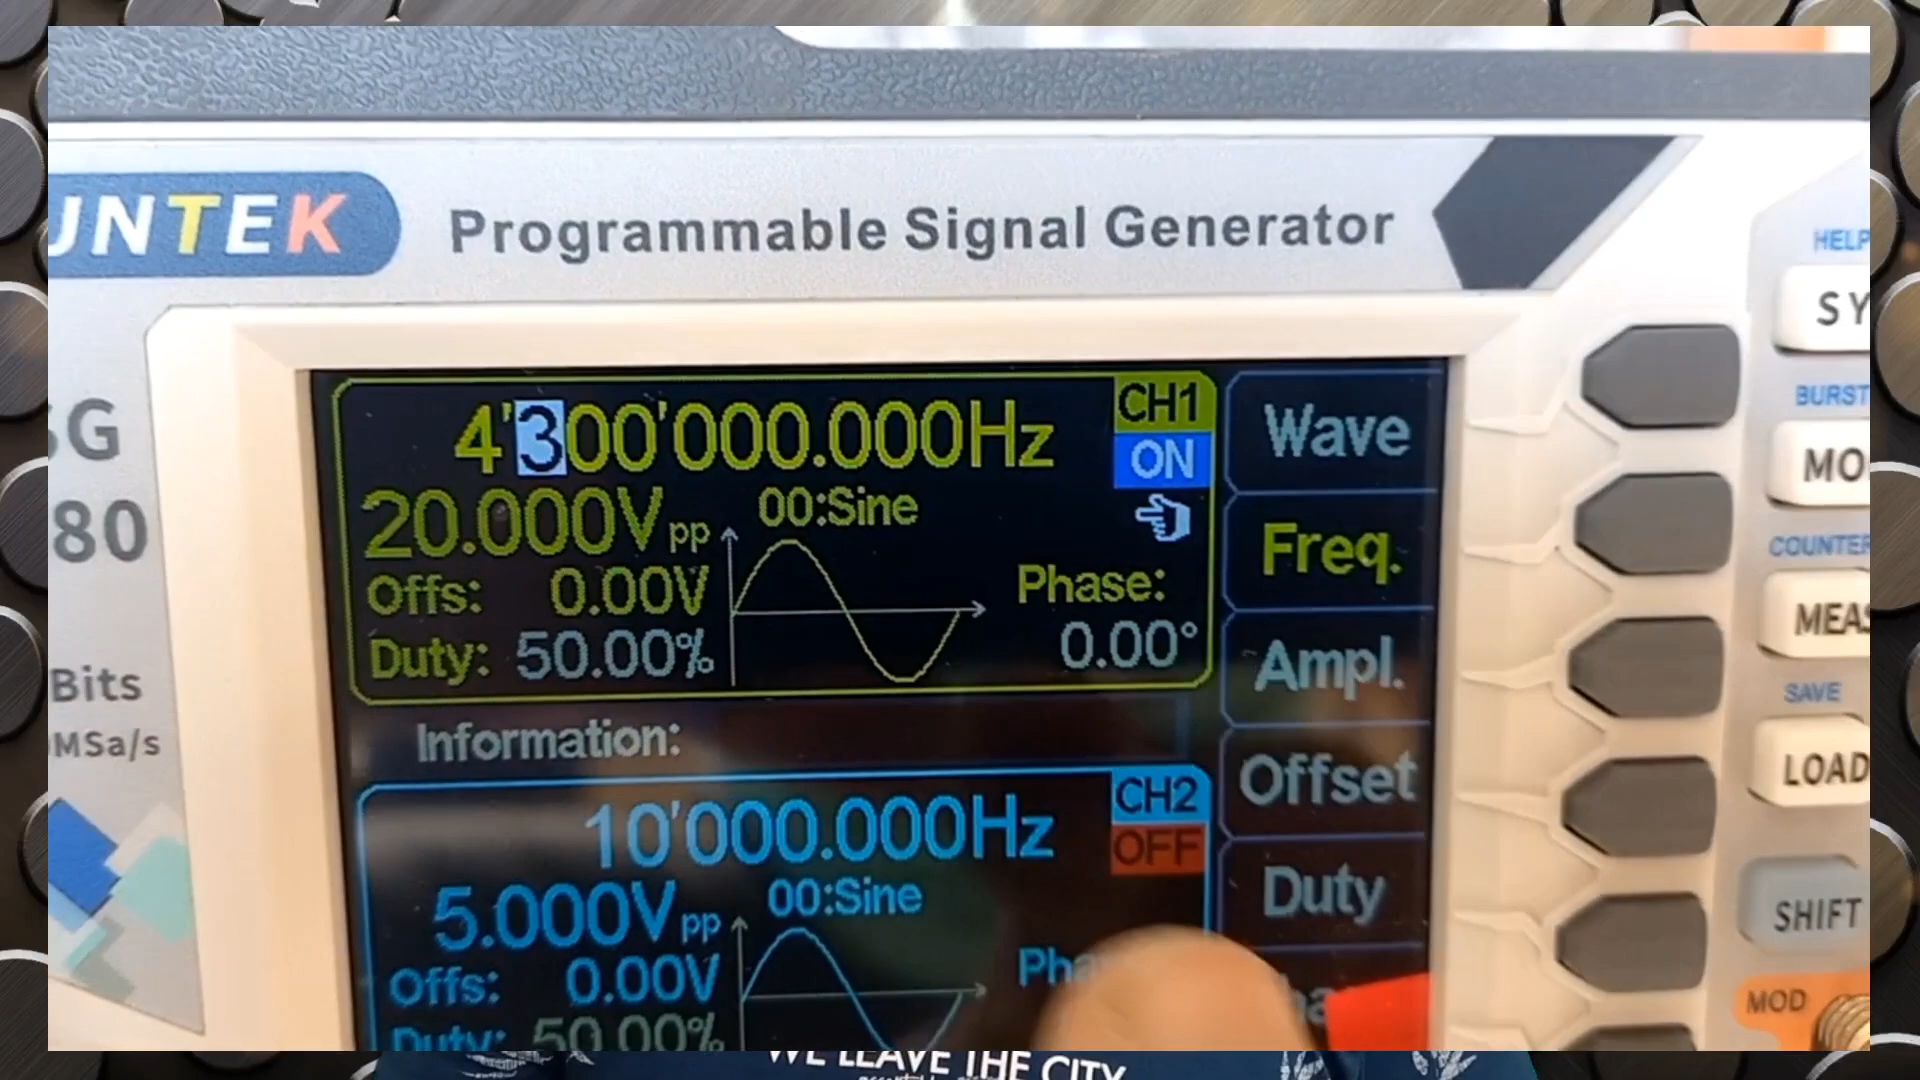 UNTEK
Programmable Signal Generator
SG
80
Bits
MSa/s
4'300'000.000Hz
CH1
ON
20.000Vpp
00:Sine
Offs: 0.00V
Phase:
0.00°
Duty: 50.00%
Information:
10'000.000Hz
CH2
OFF
5.000Vpp
00:Sine
Offs: 0.00V
Pha
Duty: 50.00%
Wave
Freq.
Ampl.
Offset
Duty
HELP
SY
BURST
MO
COUNTER
MEAS
SAVE
LOAD
SHIFT
MOD
WE LEAVE THE CITY